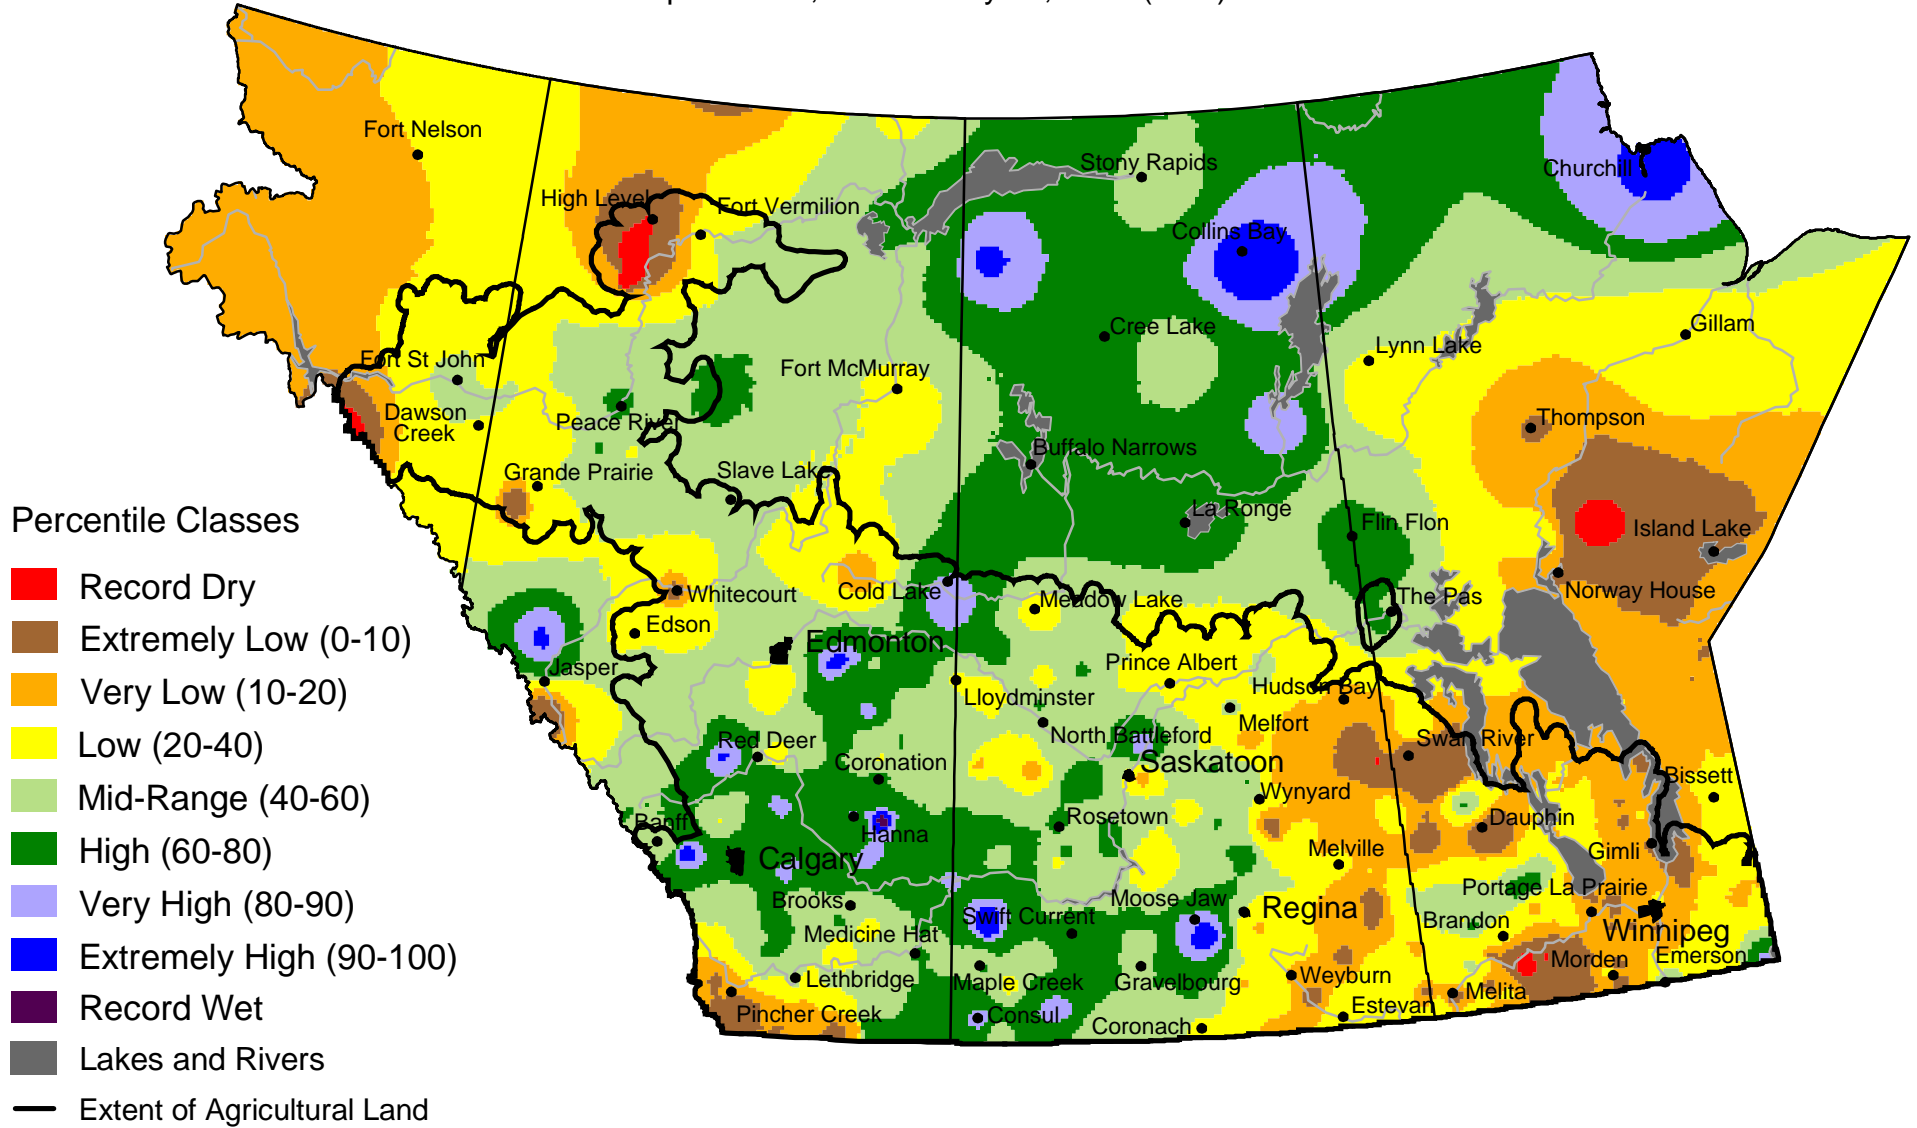 Fort Nelson
High Level
Fort Vermilion
Stony Rapids
Churchill
Collins Bay
Cree Lake
Gillam
Lynn Lake
Fort St John
Fort McMurray
Dawson
Creek
Peace River
Thompson
Buffalo Narrows
Grande Prairie
Slave Lake
La Ronge
Flin Flon
Island Lake
Whitecourt
Cold Lake
Meadow Lake
The Pas
Norway House
Edson
Edmonton
Jasper
Prince Albert
Hudson Bay
Lloydminster
Melfort
North Battleford
Swan River
Red Deer
Coronation
Saskatoon
Bissett
Wynyard
Banff
Hanna
Rosetown
Dauphin
Calgary
Melville
Gimli
Brooks
Moose Jaw
Portage La Prairie
Swift Current
Regina
Brandon
Medicine Hat
Winnipeg
Lethbridge
Maple Creek
Gravelbourg
Weyburn
Morden
Emerson
Pincher Creek
Consul
Coronach
Estevan
Melita
Percentile Classes
Record Dry
Extremely Low (0-10)
Very Low (10-20)
Low (20-40)
Mid-Range (40-60)
High (60-80)
Very High (80-90)
Extremely High (90-100)
Record Wet
Lakes and Rivers
Extent of Agricultural Land